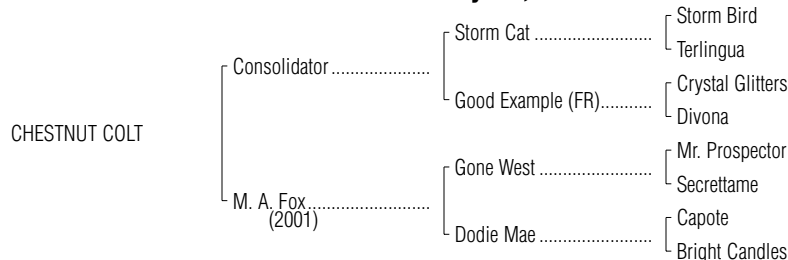 Storm Bird
Storm Cat
Terlingua
Consolidator
Crystal Glitters
Good Example (FR)
Divona
CHESTNUT COLT
Mr. Prospector
Gone West
Secrettame
M. A. Fox
(2001)
Capote
Dodie Mae
Bright Candles